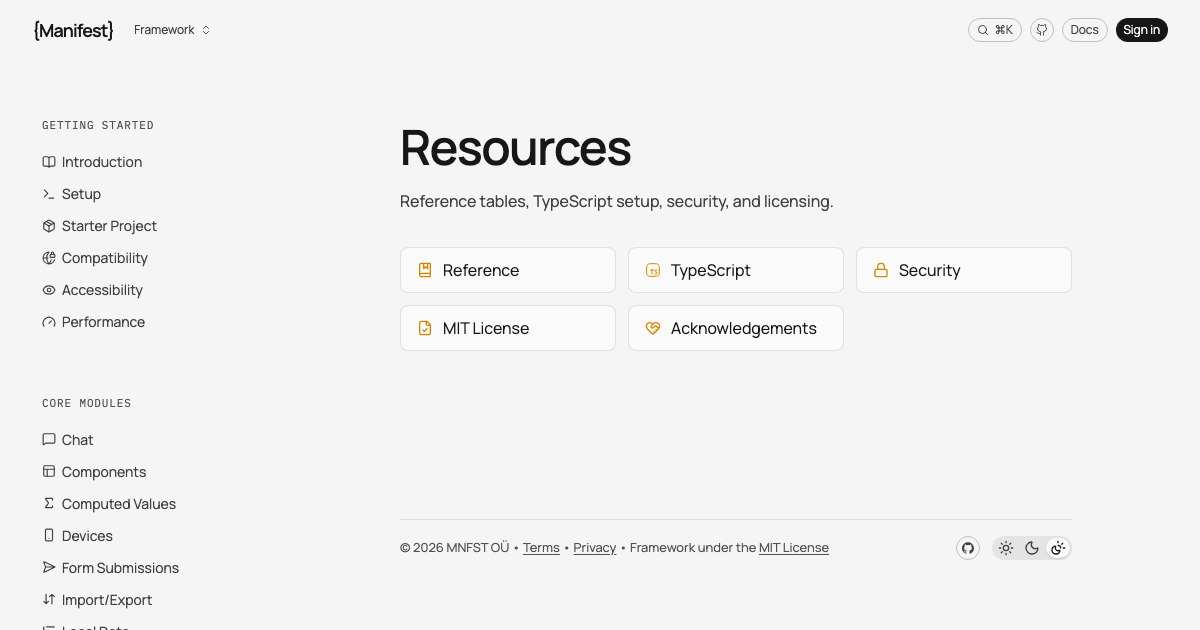 {Manifest}
Framework
⌘K
Docs
Sign in
GETTING STARTED
Introduction
Setup
Starter Project
Compatibility
Accessibility
Performance
CORE MODULES
Chat
Components
Computed Values
Devices
Form Submissions
Import/Export
Local Data
Resources
Reference tables, TypeScript setup, security, and licensing.
Reference
TypeScript
Security
MIT License
Acknowledgements
© 2026 MNFST OÜ • Terms • Privacy • Framework under the MIT License